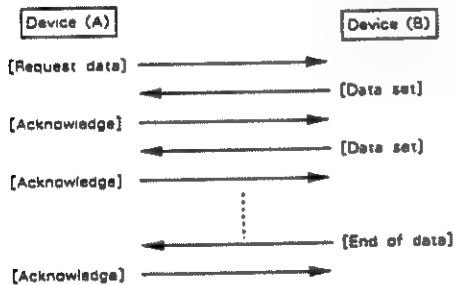 Device (A) Device (B)
[Request data]
[Data set]
[Acknowledge]
[Data set]
[Acknowledge]
[End of data]
[Acknowledge]